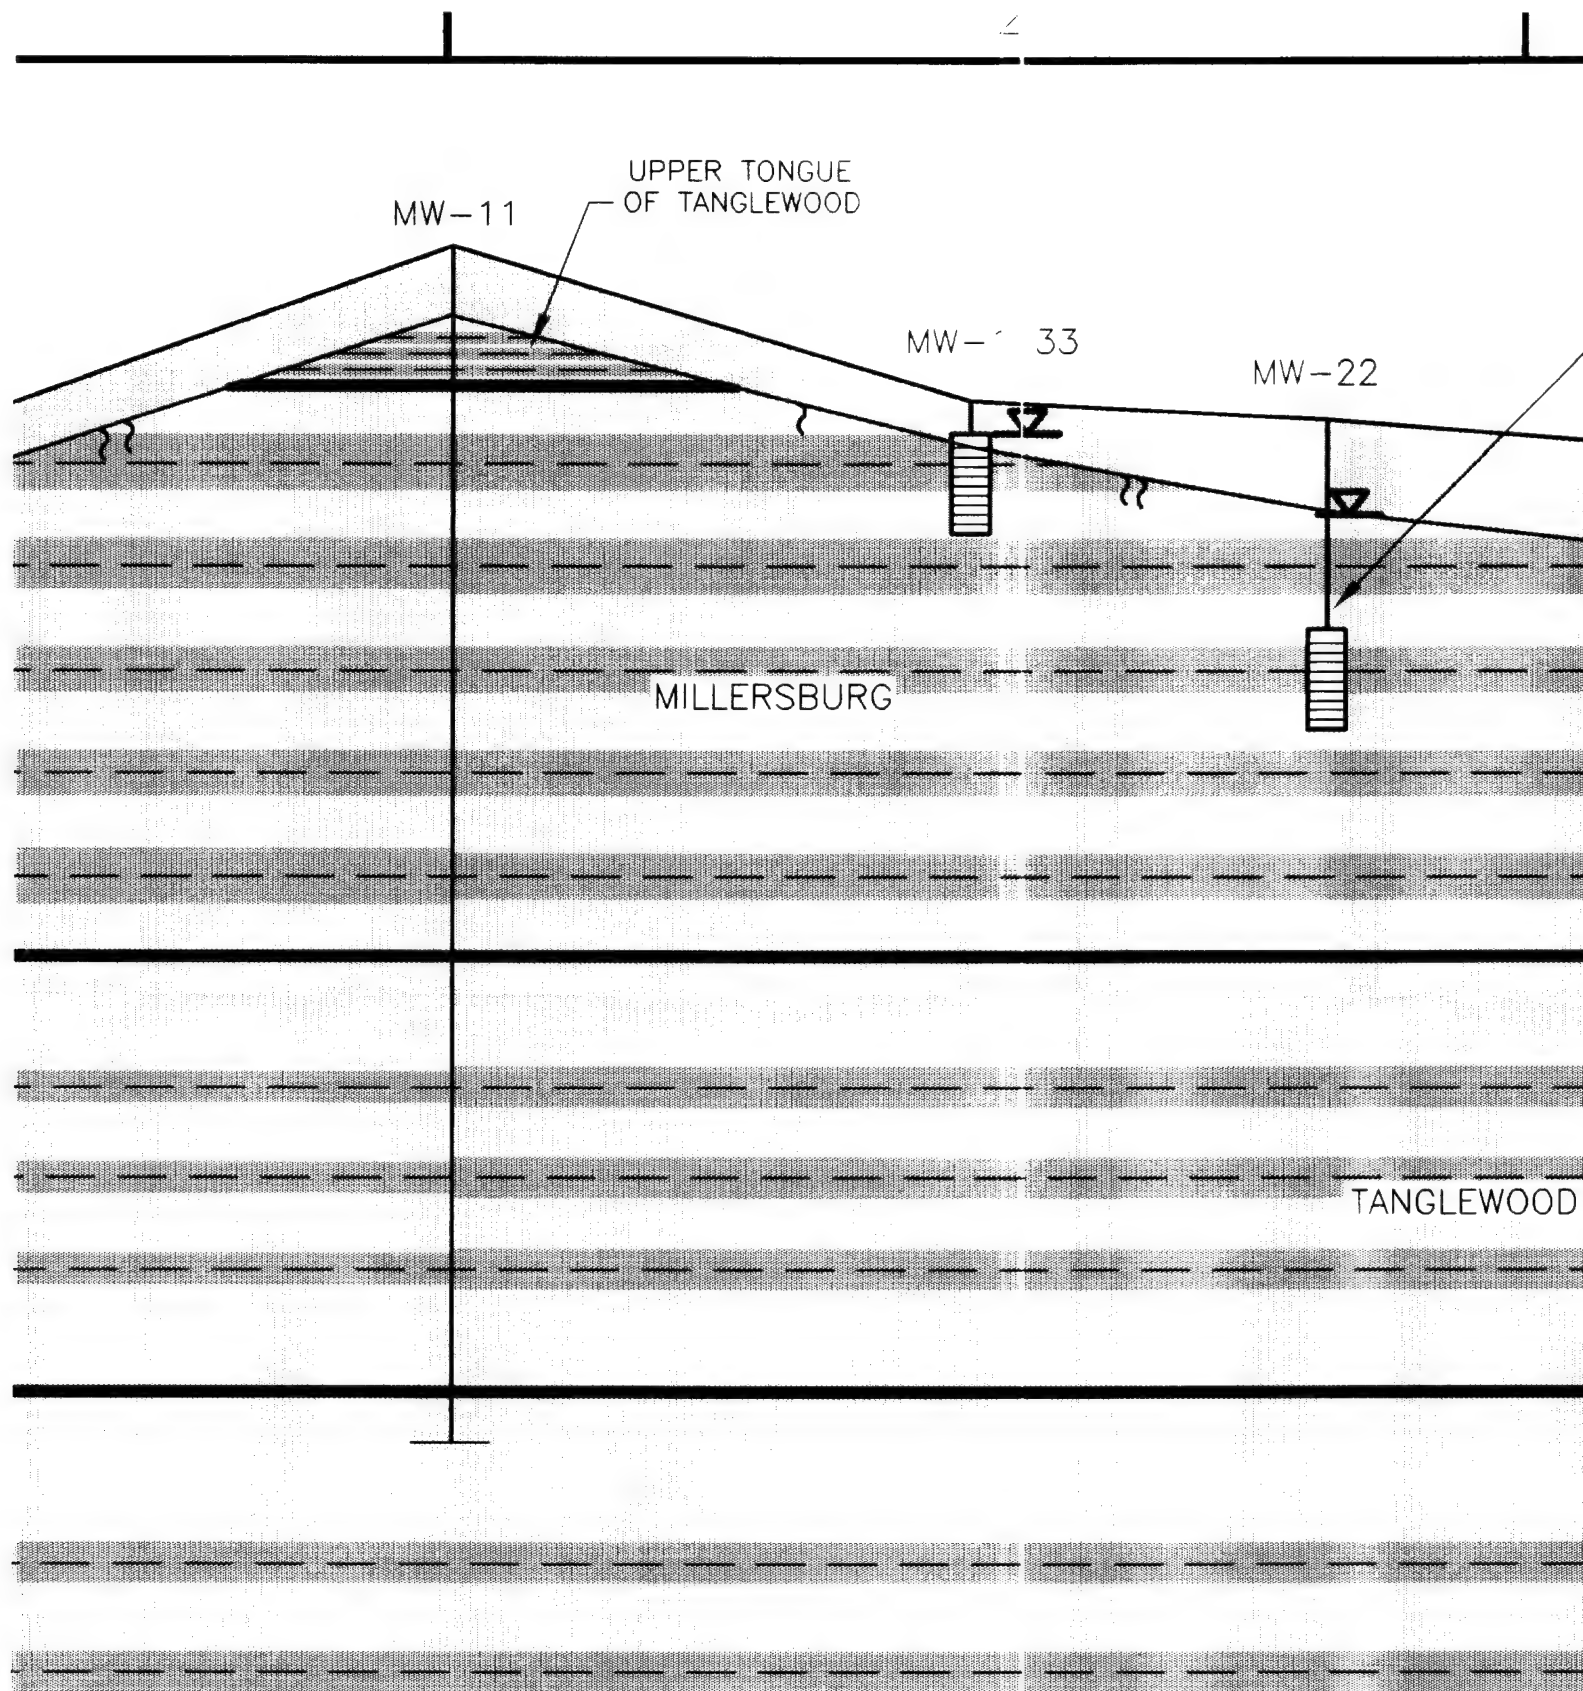 UPPER TONGUE
OF TANGLEWOOD
MW-11
33
MW-22
MILLERSBURG
TANGLEWOOD